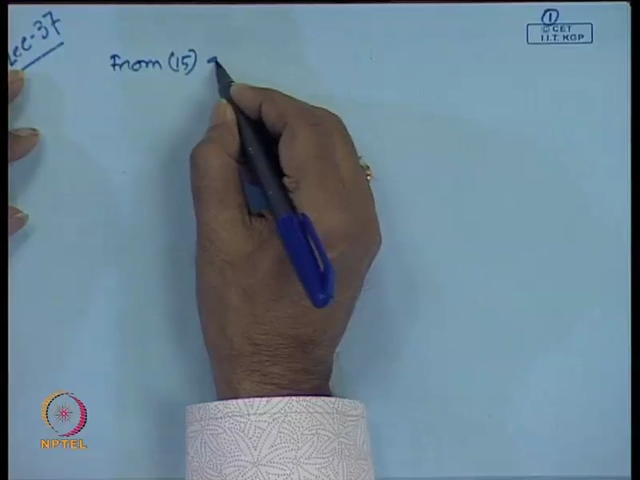 Lec-37
From (15)
1
© CET
I.I.T. KGP
NPTEL